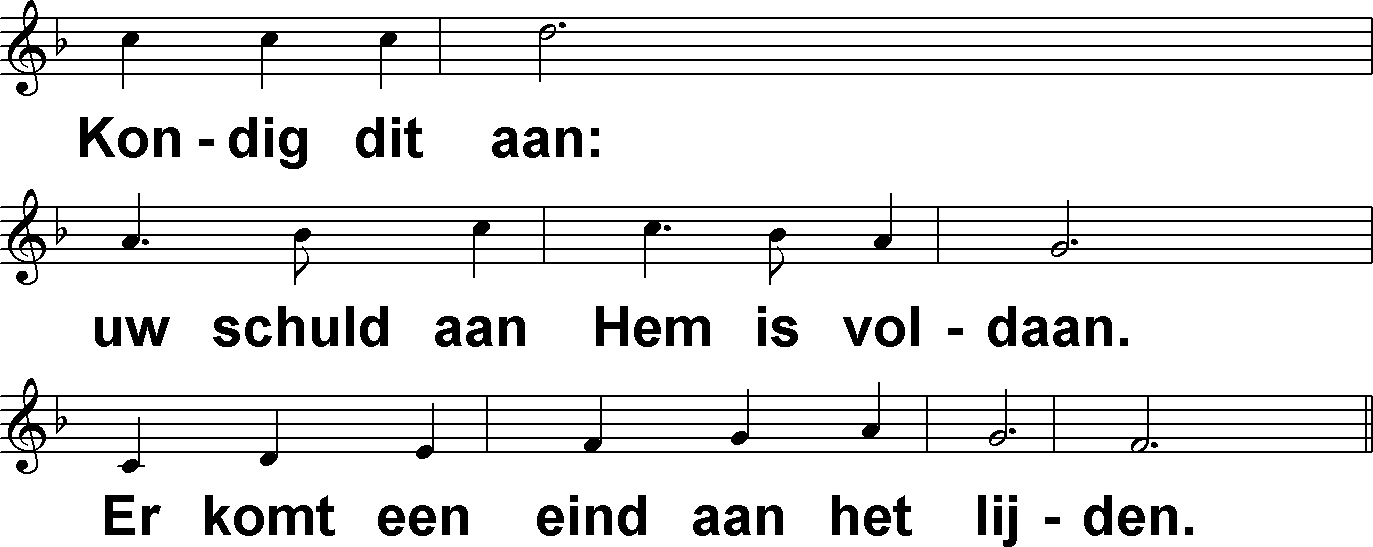 Kon - dig dit aan:
uw schuld aan Hem is vol - daan.
Er komt een eind aan het lij - den.